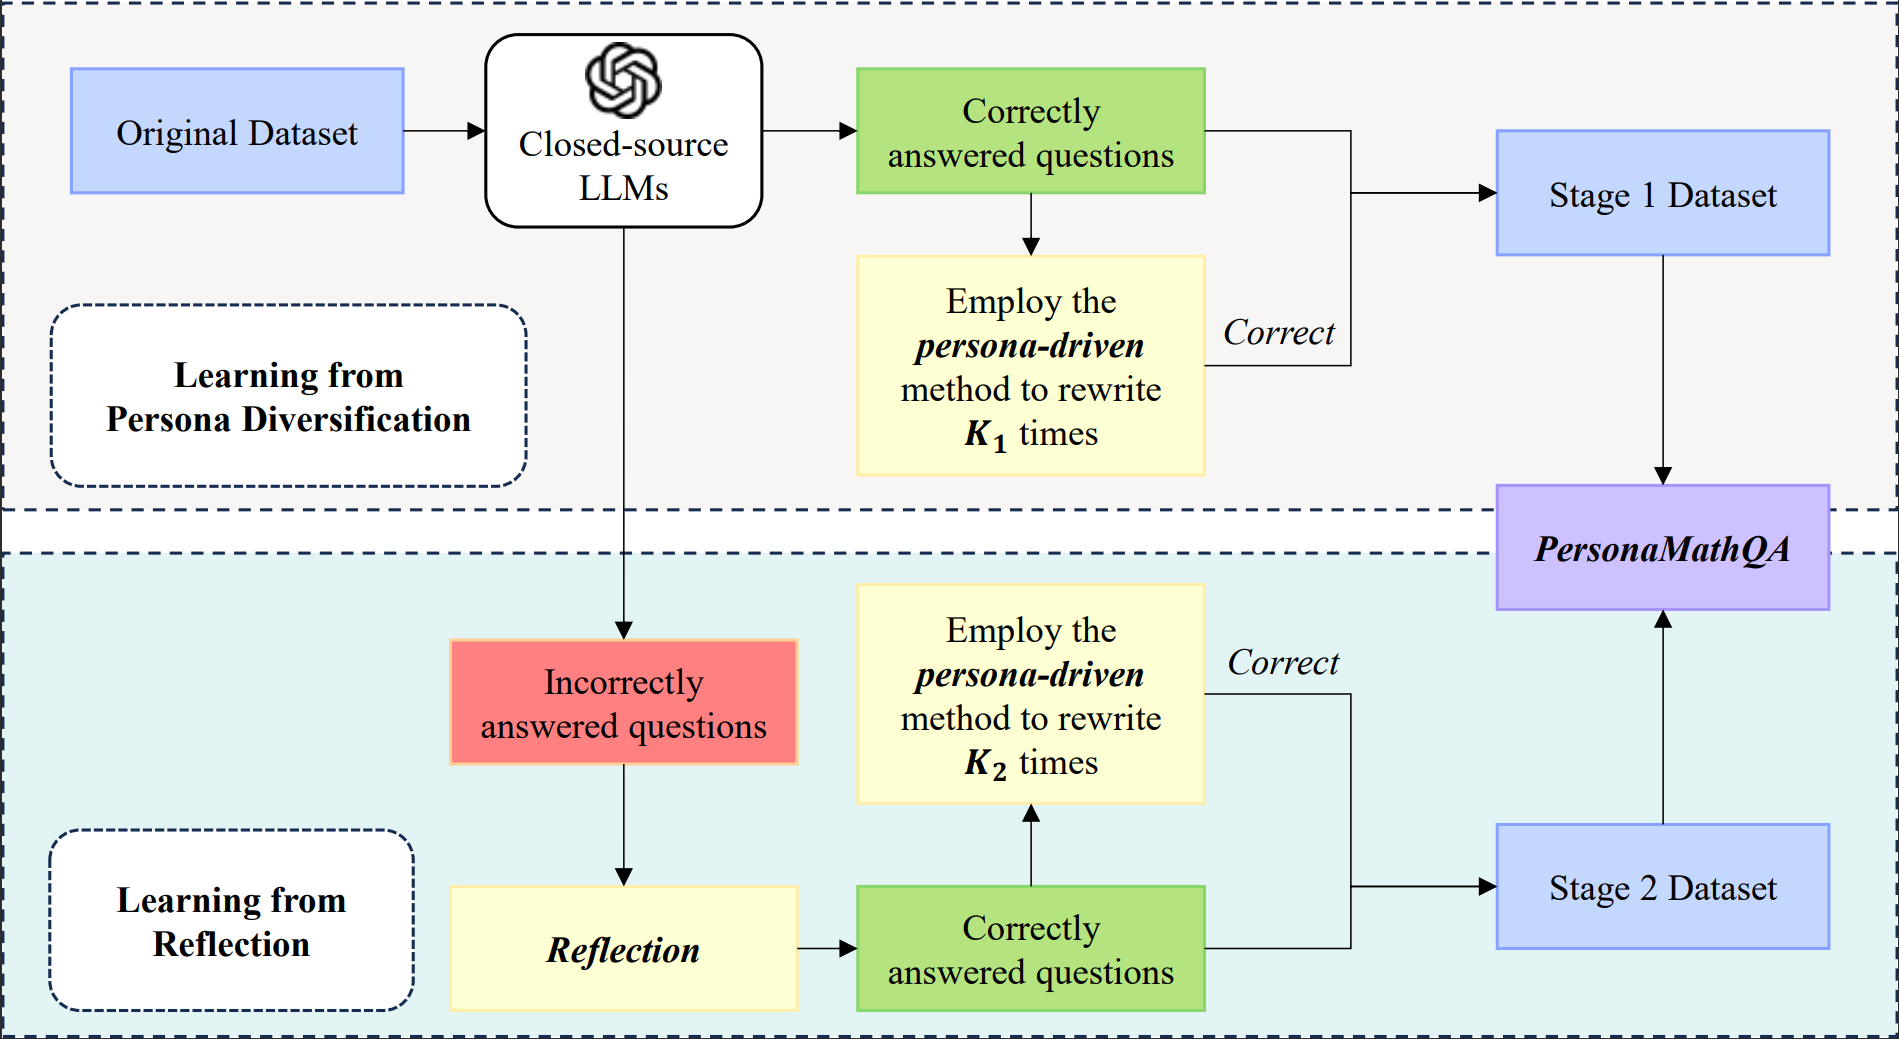 Original Dataset
Closed-source
LLMs
Correctly
answered questions
Stage 1 Dataset
Employ the
persona-driven
method to rewrite
K₁ times
Correct
Learning from
Persona Diversification
PersonaMathQA
Incorrectly
answered questions
Employ the
persona-driven
method to rewrite
K₂ times
Correct
Learning from
Reflection
Reflection
Correctly
answered questions
Stage 2 Dataset